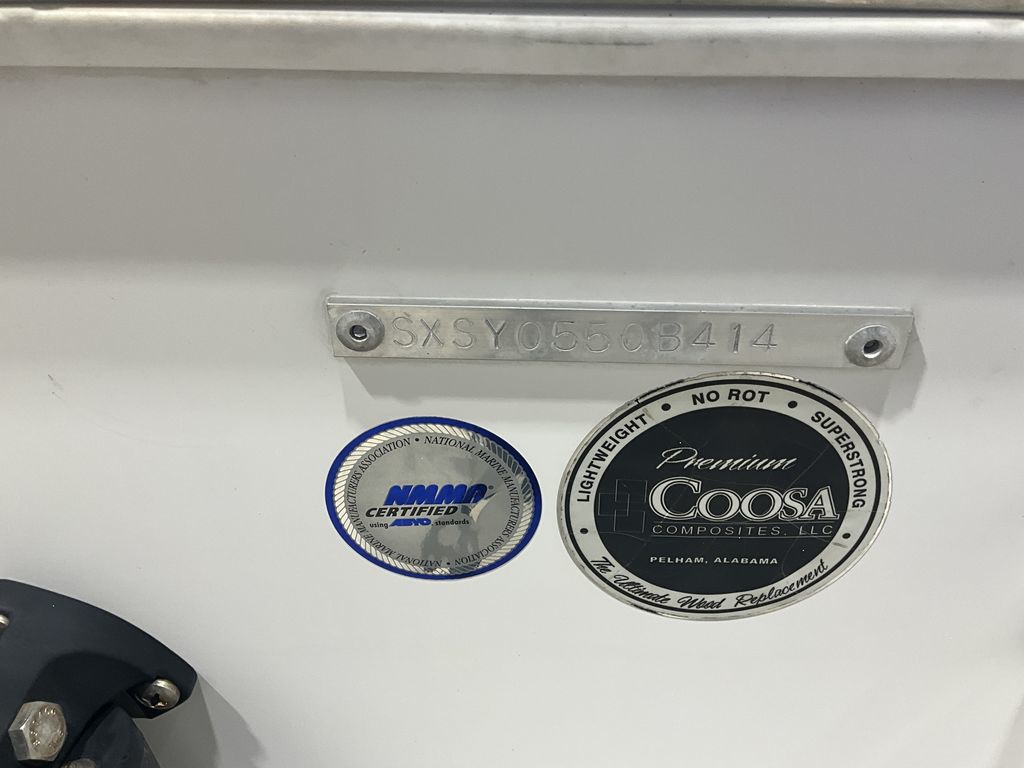 SXSY0550B414
NATIONAL MARINE MANUFACTURERS ASSOCIATION • NATIONAL MARINE MANUFACTURERS ASSOCIATION •
NMMA®
CERTIFIED
using ABYC standards
LIGHTWEIGHT • NO ROT • SUPERSTRONG
Premium
COOSA
COMPOSITES, LLC
PELHAM, ALABAMA
• The Ultimate Wood Replacement •